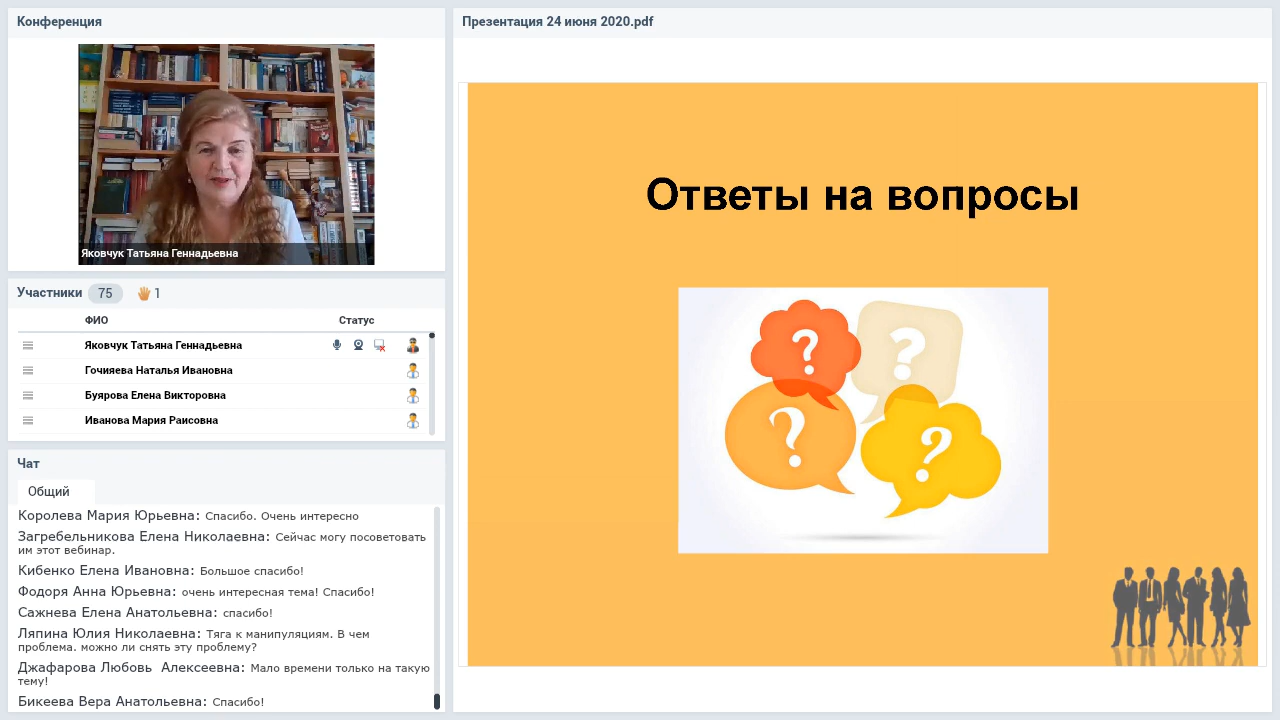 Конференция
Яковчук Татьяна Геннадьевна
Участники 75 1
ФИО Статус
Яковчук Татьяна Геннадьевна
Гочияева Наталья Ивановна
Буярова Елена Викторовна
Иванова Мария Раисовна
Чат
Общий
Королева Мария Юрьевна: Спасибо. Очень интересно
Загребельникова Елена Николаевна: Сейчас могу посоветовать
им этот вебинар.
Кибенко Елена Ивановна: Большое спасибо!
Фодоря Анна Юрьевна: очень интересная тема! Спасибо!
Сажнева Елена Анатольевна: спасибо!
Ляпина Юлия Николаевна: Тяга к манипуляциям. В чем
проблема. можно ли снять эту проблему?
Джафарова Любовь  Алексеевна: Мало времени только на такую
тему!
Бикеева Вера Анатольевна: Спасибо!
Презентация 24 июня 2020.pdf
Ответы на вопросы
? ?
? ?